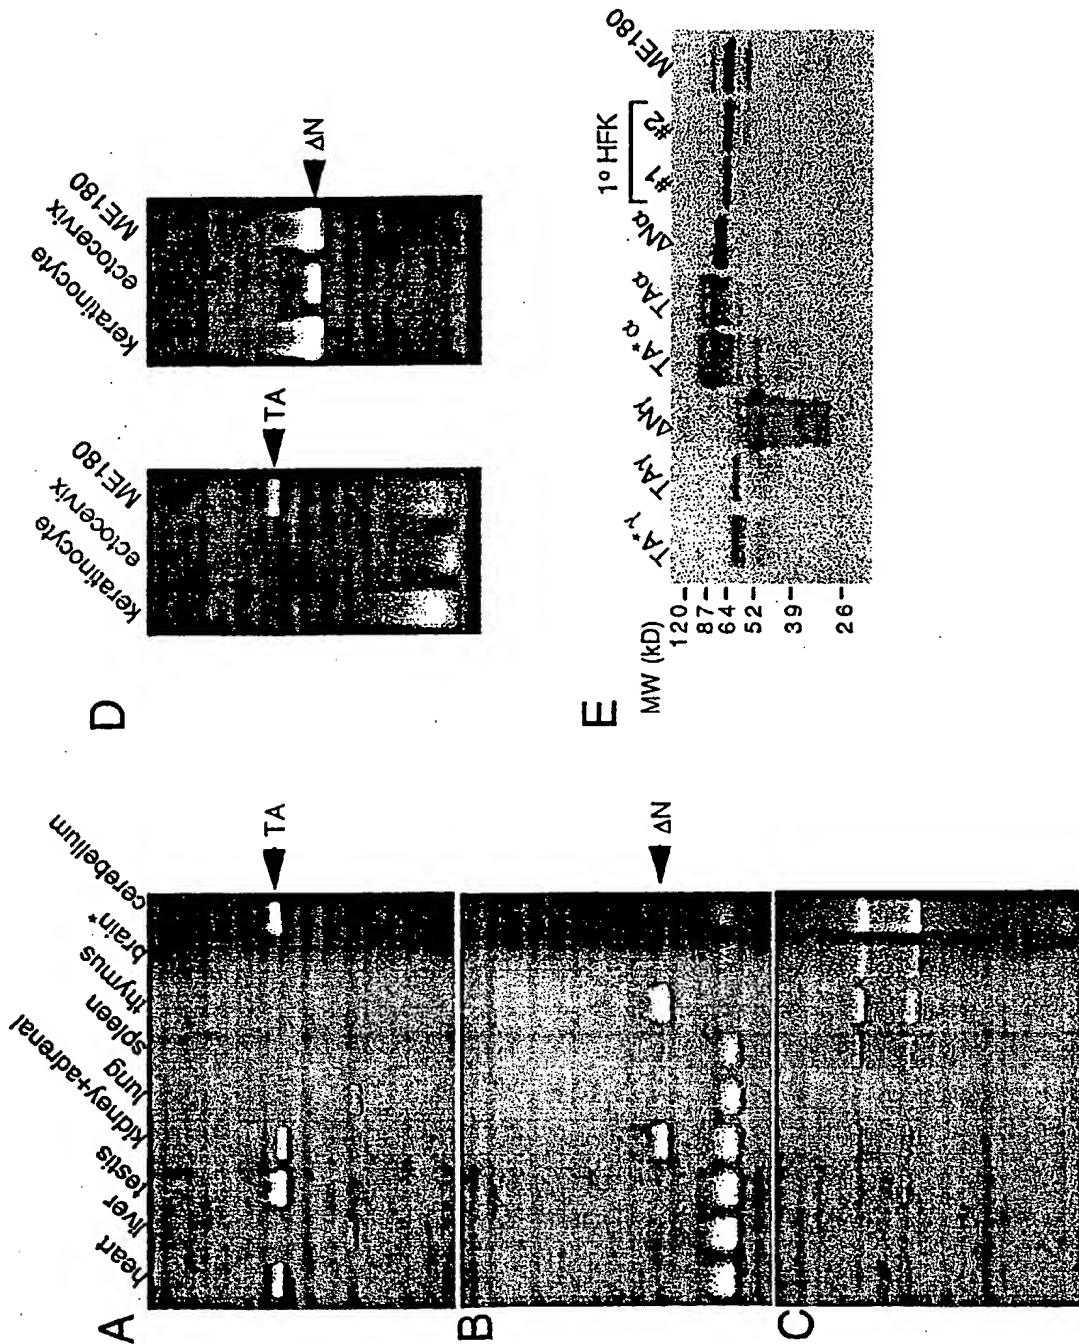 A
heart
liver
testis
kidney+adrenal
lung
spleen
thymus
brain*
cerebellum
TA
B
ΔN
C
D
keratinocyte
ectocervix
ME180
TA
keratinocyte
ectocervix
ME180
ΔN
E
MW (kD)
120
87
64
52
39
26
TA*γ
TAγ
ΔNγ
TA*α
TAα
ΔNα
1º HFK
#1
#2
ME180